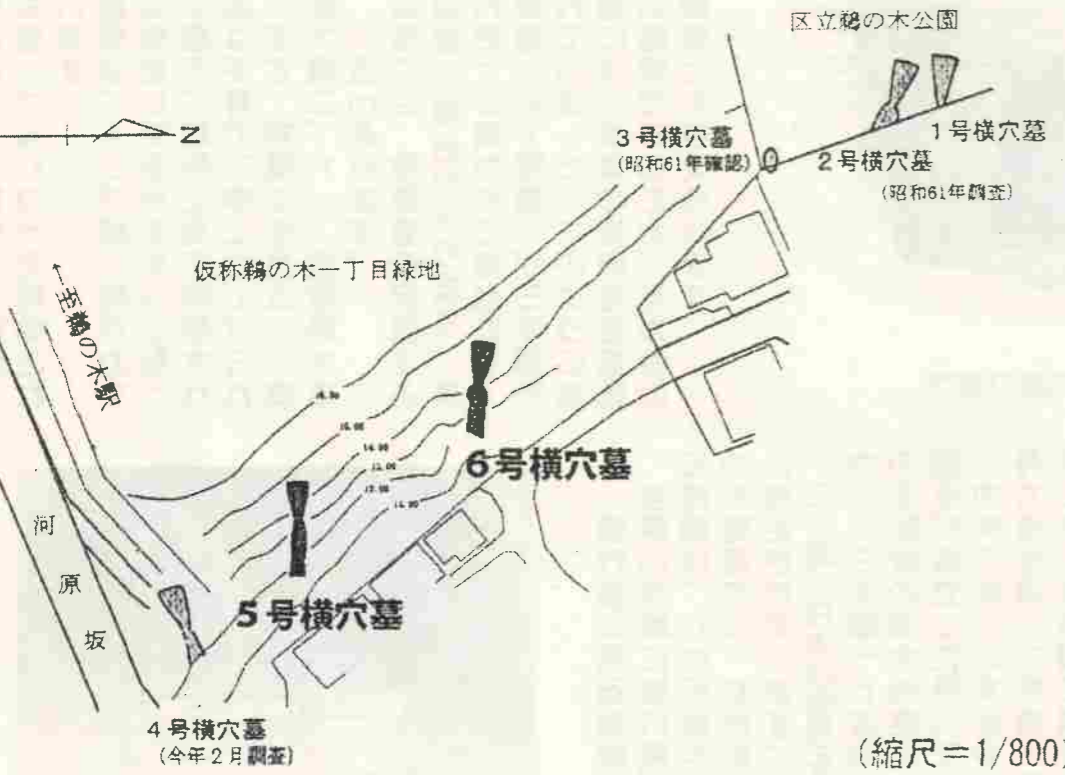 区立鵜の木公園
N
3号横穴墓
(昭和61年確認)
1号横穴墓
2号横穴墓
(昭和61年調査)
仮称鵜の木一丁目緑地
←至鵜の木駅
6号横穴墓
5号横穴墓
河原坂
4号横穴墓
(今年2月調査)
(縮尺=1/800)